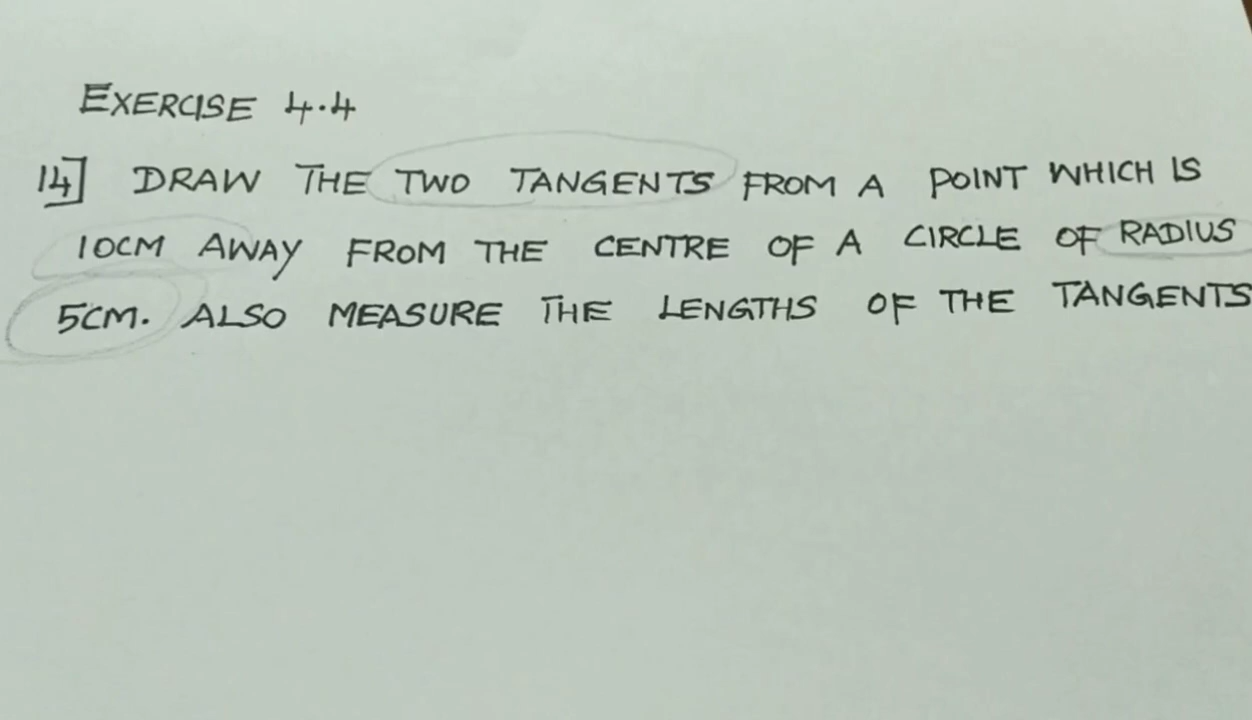 EXERCISE 4.4
14] DRAW THE TWO TANGENTS FROM A POINT WHICH IS
10CM AWAY FROM THE CENTRE OF A CIRCLE OF RADIUS
5CM. ALSO MEASURE THE LENGTHS OF THE TANGENTS